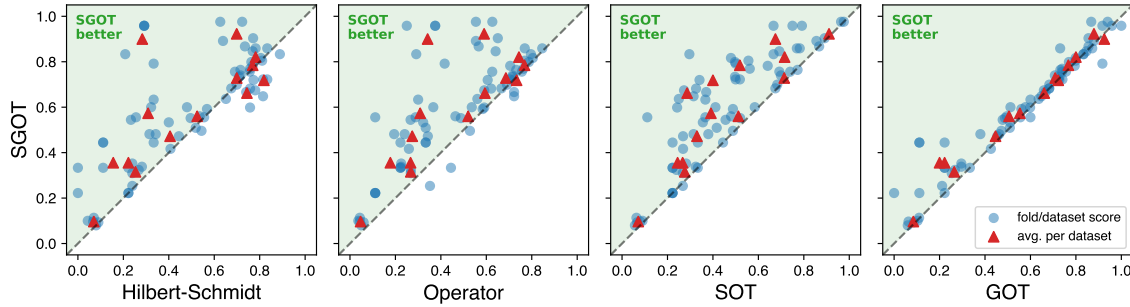 SGOT
better
SGOT
better
SGOT
better
SGOT
better
SGOT
1.0
0.8
0.6
0.4
0.2
0.0
fold/dataset score
avg. per dataset
0.0 0.2 0.4 0.6 0.8 1.0
0.0 0.2 0.4 0.6 0.8 1.0
0.0 0.2 0.4 0.6 0.8 1.0
0.0 0.2 0.4 0.6 0.8 1.0
Hilbert-Schmidt
Operator
SOT
GOT